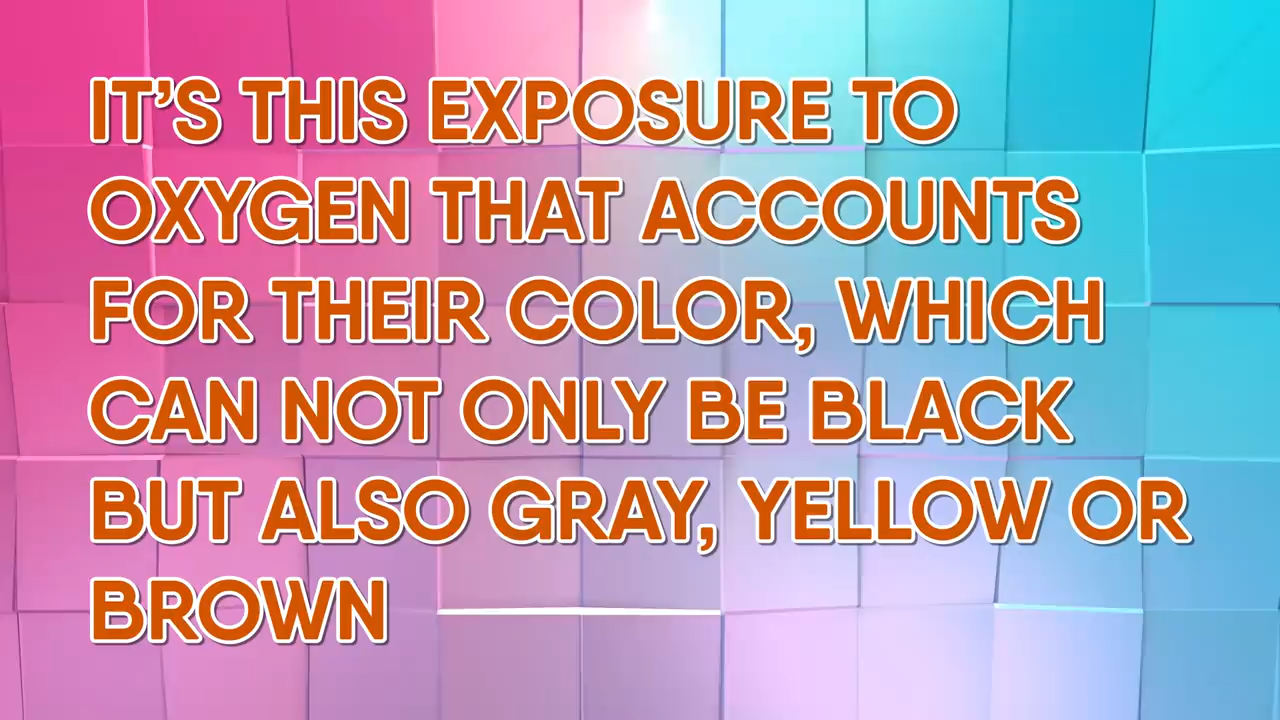 IT’S THIS EXPOSURE TO
OXYGEN THAT ACCOUNTS
FOR THEIR COLOR, WHICH
CAN NOT ONLY BE BLACK
BUT ALSO GRAY, YELLOW OR
BROWN